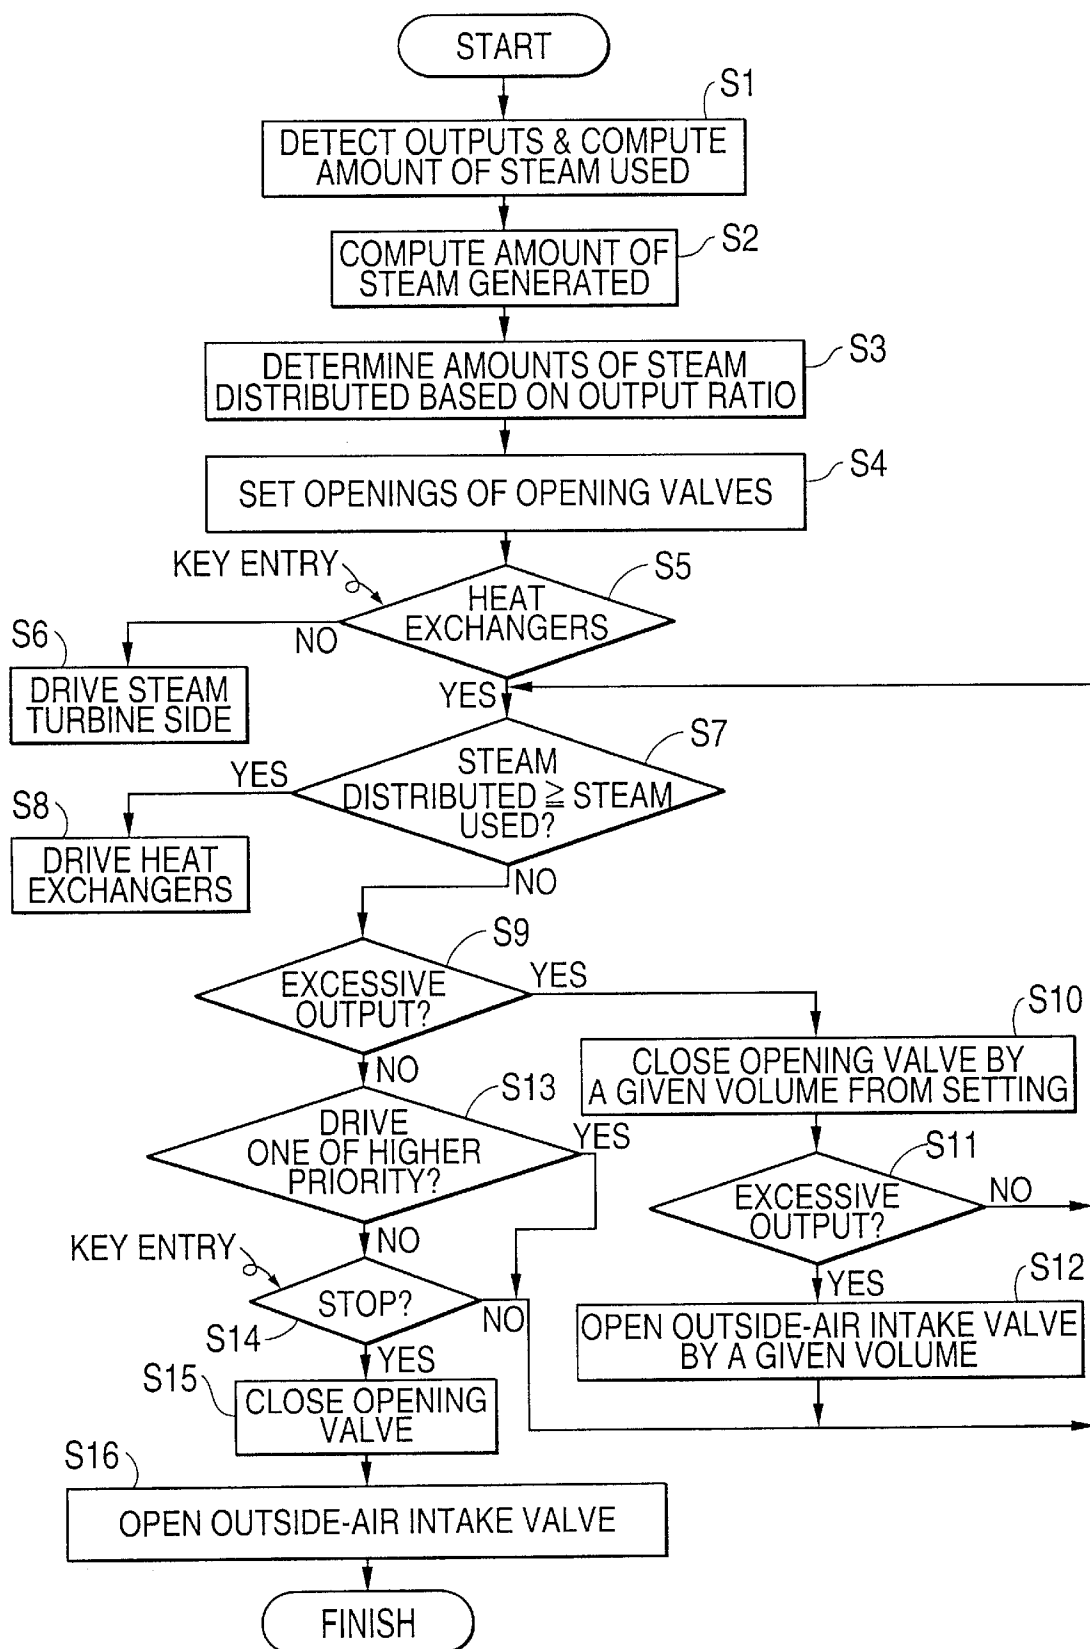 START
S1
DETECT OUTPUTS & COMPUTE
AMOUNT OF STEAM USED
S2
COMPUTE AMOUNT OF
STEAM GENERATED
S3
DETERMINE AMOUNTS OF STEAM
DISTRIBUTED BASED ON OUTPUT RATIO
S4
SET OPENINGS OF OPENING VALVES
KEY ENTRY
S5
HEAT
EXCHANGERS
NO
S6
DRIVE STEAM
TURBINE SIDE
YES
S7
STEAM
DISTRIBUTED ≧ STEAM
USED?
YES
S8
DRIVE HEAT
EXCHANGERS
NO
S9
EXCESSIVE
OUTPUT?
YES
S10
CLOSE OPENING VALVE BY
A GIVEN VOLUME FROM SETTING
NO
S13
DRIVE
ONE OF HIGHER
PRIORITY?
YES
S11
EXCESSIVE
OUTPUT?
NO
NO
KEY ENTRY
STOP?
S14
NO
YES
S12
OPEN OUTSIDE-AIR INTAKE VALVE
BY A GIVEN VOLUME
YES
S15
CLOSE OPENING
VALVE
S16
OPEN OUTSIDE-AIR INTAKE VALVE
FINISH